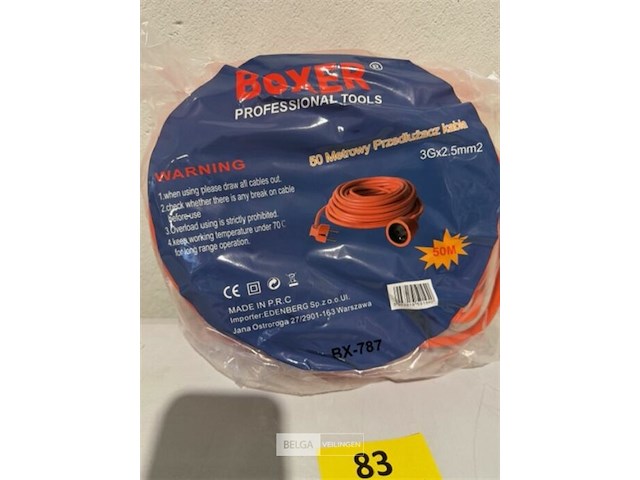 BOXER ®
PROFESSIONAL TOOLS
50 Metrowy Przedłużacz kabla
3Gx2.5mm2
WARNING
1.when using please draw afl cables out.
2.check whether there is any break on cable
before-use
3.Overload using is strictly prohibited.
4.keep working temperature under 70℃
for long range operation.
50M
CE
MADE IN P.R.C
Importer:EDENBERG Sp.z o.o.Ul.
Jana Ostroroga 27/2901-163 Warszawa
BX-787
BELGA VEILINGEN
83